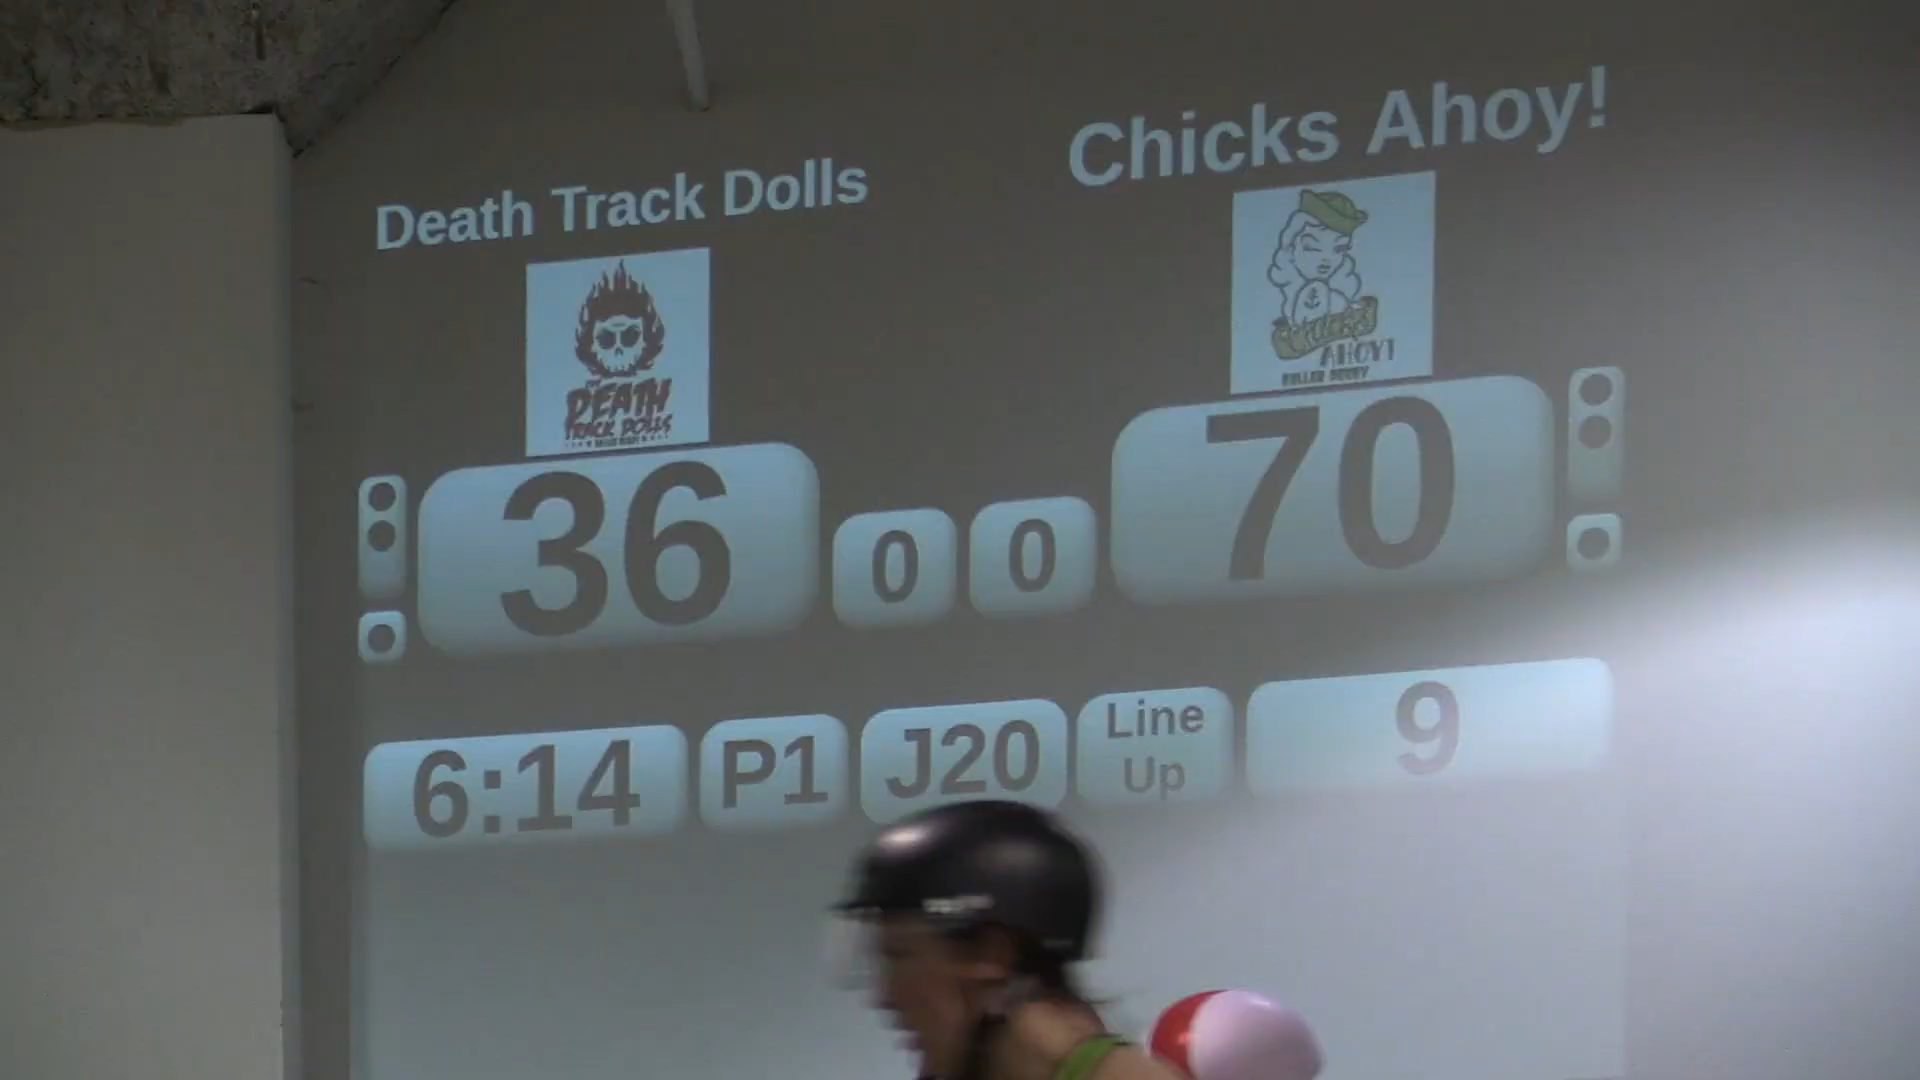 Death Track Dolls
Chicks Ahoy!
DEATH
TRACK DOLLS
AHOY!
ROLLER DERBY
36
0
0
70
6:14
P1
J20
Line
Up
9